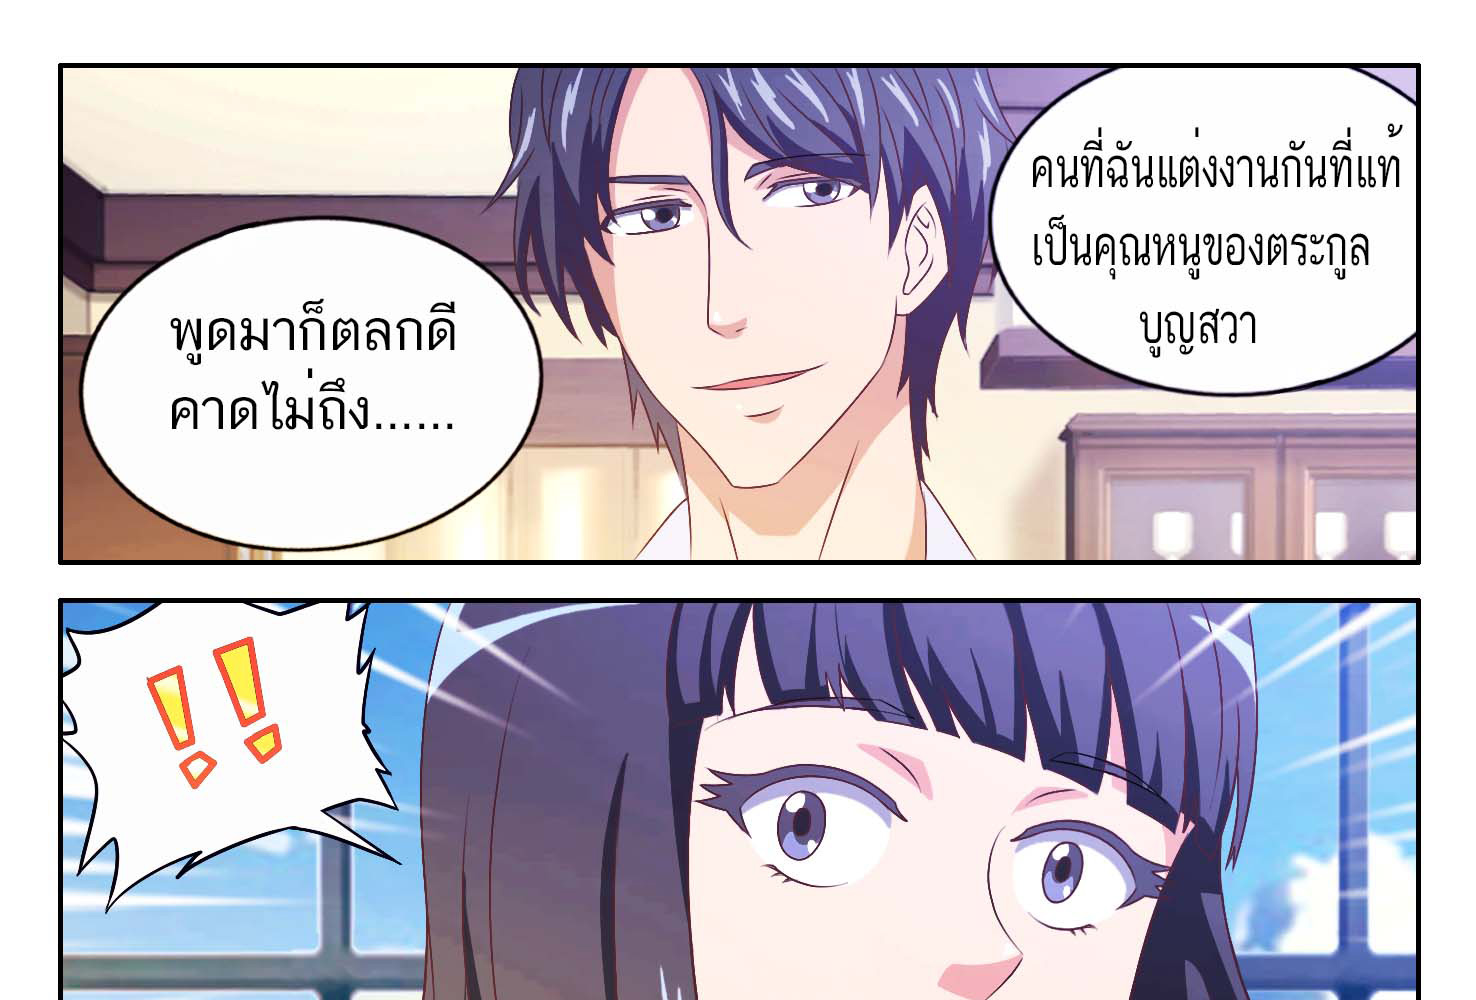 พูดมาก็ตลกดี
คาดไม่ถึง......
คนที่ฉันแต่งงานกันที่แท้
เป็นคุณหนูของตระกูล
บูญสวา
!!